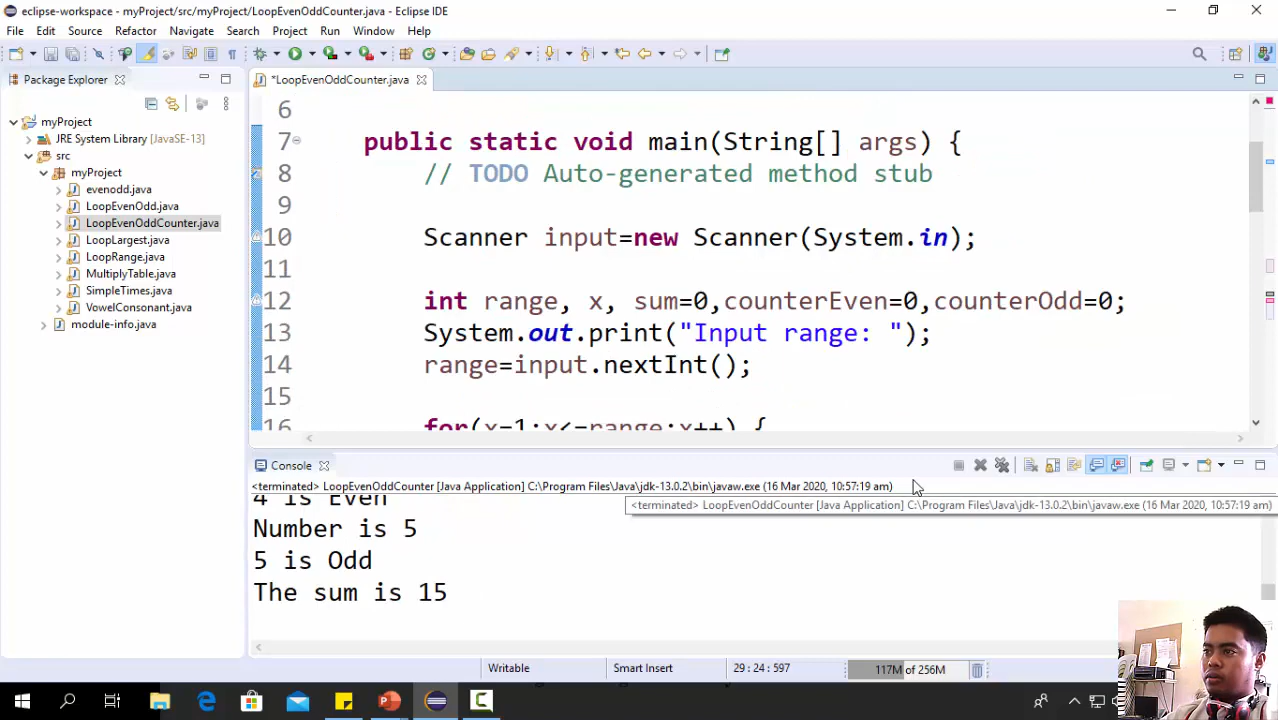 eclipse-workspace - myProject/src/myProject/LoopEvenOddCounter.java - Eclipse IDE
File Edit Source Refactor Navigate Search Project Run Window Help
Package Explorer
*LoopEvenOddCounter.java
myProject
JRE System Library [JavaSE-13]
src
myProject
evenodd.java
LoopEvenOdd.java
LoopEvenOddCounter.java
LoopLargest.java
LoopRange.java
MultiplyTable.java
SimpleTimes.java
VowelConsonant.java
module-info.java
6
7 public static void main(String[] args) {
8 // TODO Auto-generated method stub
9
10 Scanner input=new Scanner(System.in);
11
12 int range, x, sum=0,counterEven=0,counterOdd=0;
13 System.out.print("Input range: ");
14 range=input.nextInt();
15
16 for(x=1;x<=range;x++) {
Console
<terminated> LoopEvenOddCounter [Java Application] C:\Program Files\Java\jdk-13.0.2\bin\javaw.exe (16 Mar 2020, 10:57:19 am)
<terminated> LoopEvenOddCounter [Java Application] C:\Program Files\Java\jdk-13.0.2\bin\javaw.exe (16 Mar 2020, 10:57:19 am)
4 is Even
Number is 5
5 is Odd
The sum is 15
Writable Smart Insert 29 : 24 : 597 117M of 256M